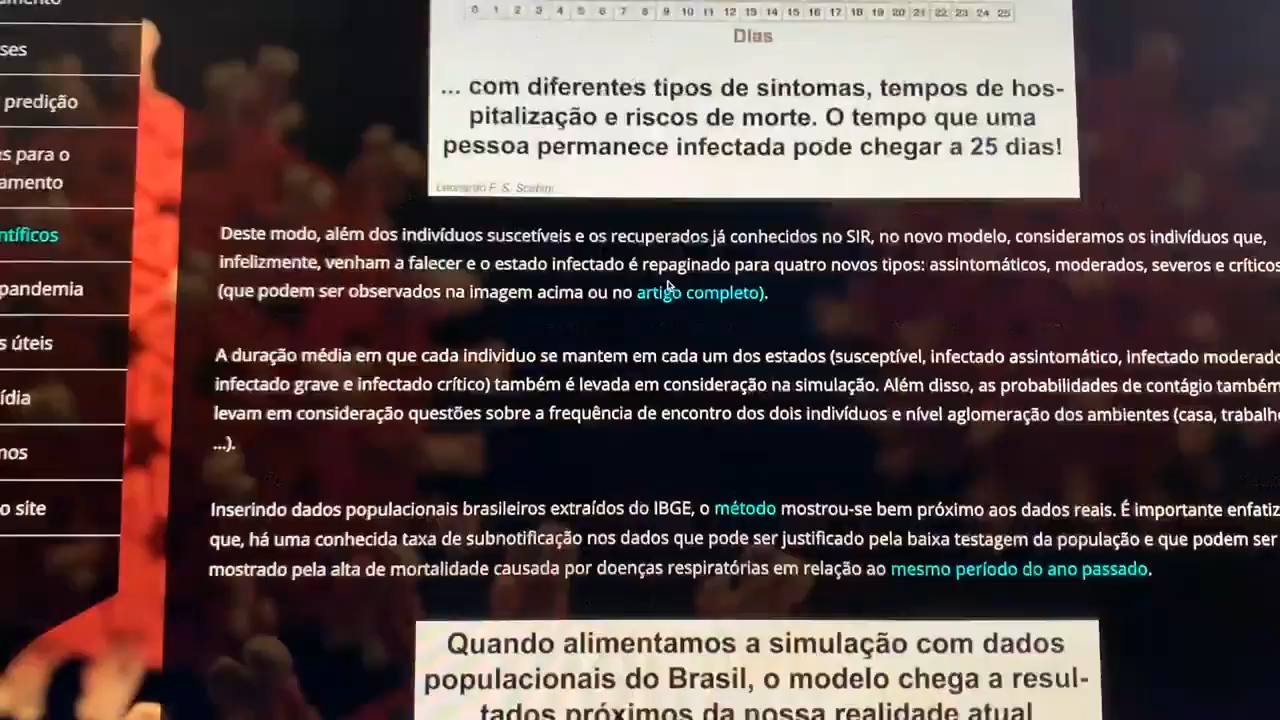 ses
predição
s para o
amento
ntíficos
pandemia
s úteis
ídia
nos
o site
0 1 2 3 4 5 6 7 8 9 10 11 12 13 14 15 16 17 18 19 20 21 22 23 24 25
Dias
... com diferentes tipos de sintomas, tempos de hos-
pitalização e riscos de morte. O tempo que uma
pessoa permanece infectada pode chegar a 25 dias!
Leonardo F. S. Scabini
Deste modo, além dos indivíduos suscetíveis e os recuperados já conhecidos no SIR, no novo modelo, consideramos os indivíduos que,
infelizmente, venham a falecer e o estado infectado é repaginado para quatro novos tipos: assintomáticos, moderados, severos e críticos
(que podem ser observados na imagem acima ou no artigo completo).
A duração média em que cada individuo se mantem em cada um dos estados (susceptível, infectado assintomático, infectado moderado
infectado grave e infectado crítico) também é levada em consideração na simulação. Além disso, as probabilidades de contágio também
levam em consideração questões sobre a frequência de encontro dos dois indivíduos e nível aglomeração dos ambientes (casa, trabalho
...).
Inserindo dados populacionais brasileiros extraídos do IBGE, o método mostrou-se bem próximo aos dados reais. É importante enfatiz
que, há uma conhecida taxa de subnotificação nos dados que pode ser justificado pela baixa testagem da população e que podem ser
mostrado pela alta de mortalidade causada por doenças respiratórias em relação ao mesmo período do ano passado.
Quando alimentamos a simulação com dados
populacionais do Brasil, o modelo chega a resul-
tados próximos da nossa realidade atual